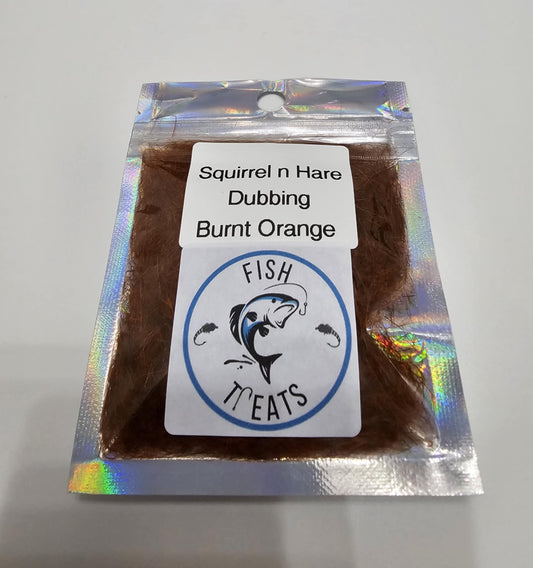 Squirrel n Hare
Dubbing
Burnt Orange
FISH
TREATS